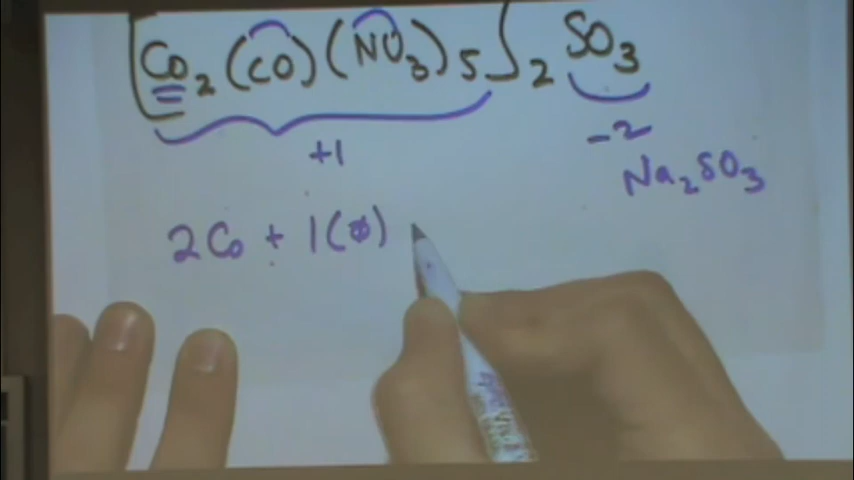 [Co₂(CO)(NO₃)₅]₂ SO₃
+1 -2
Na₂SO₃
2Co + 1(0)